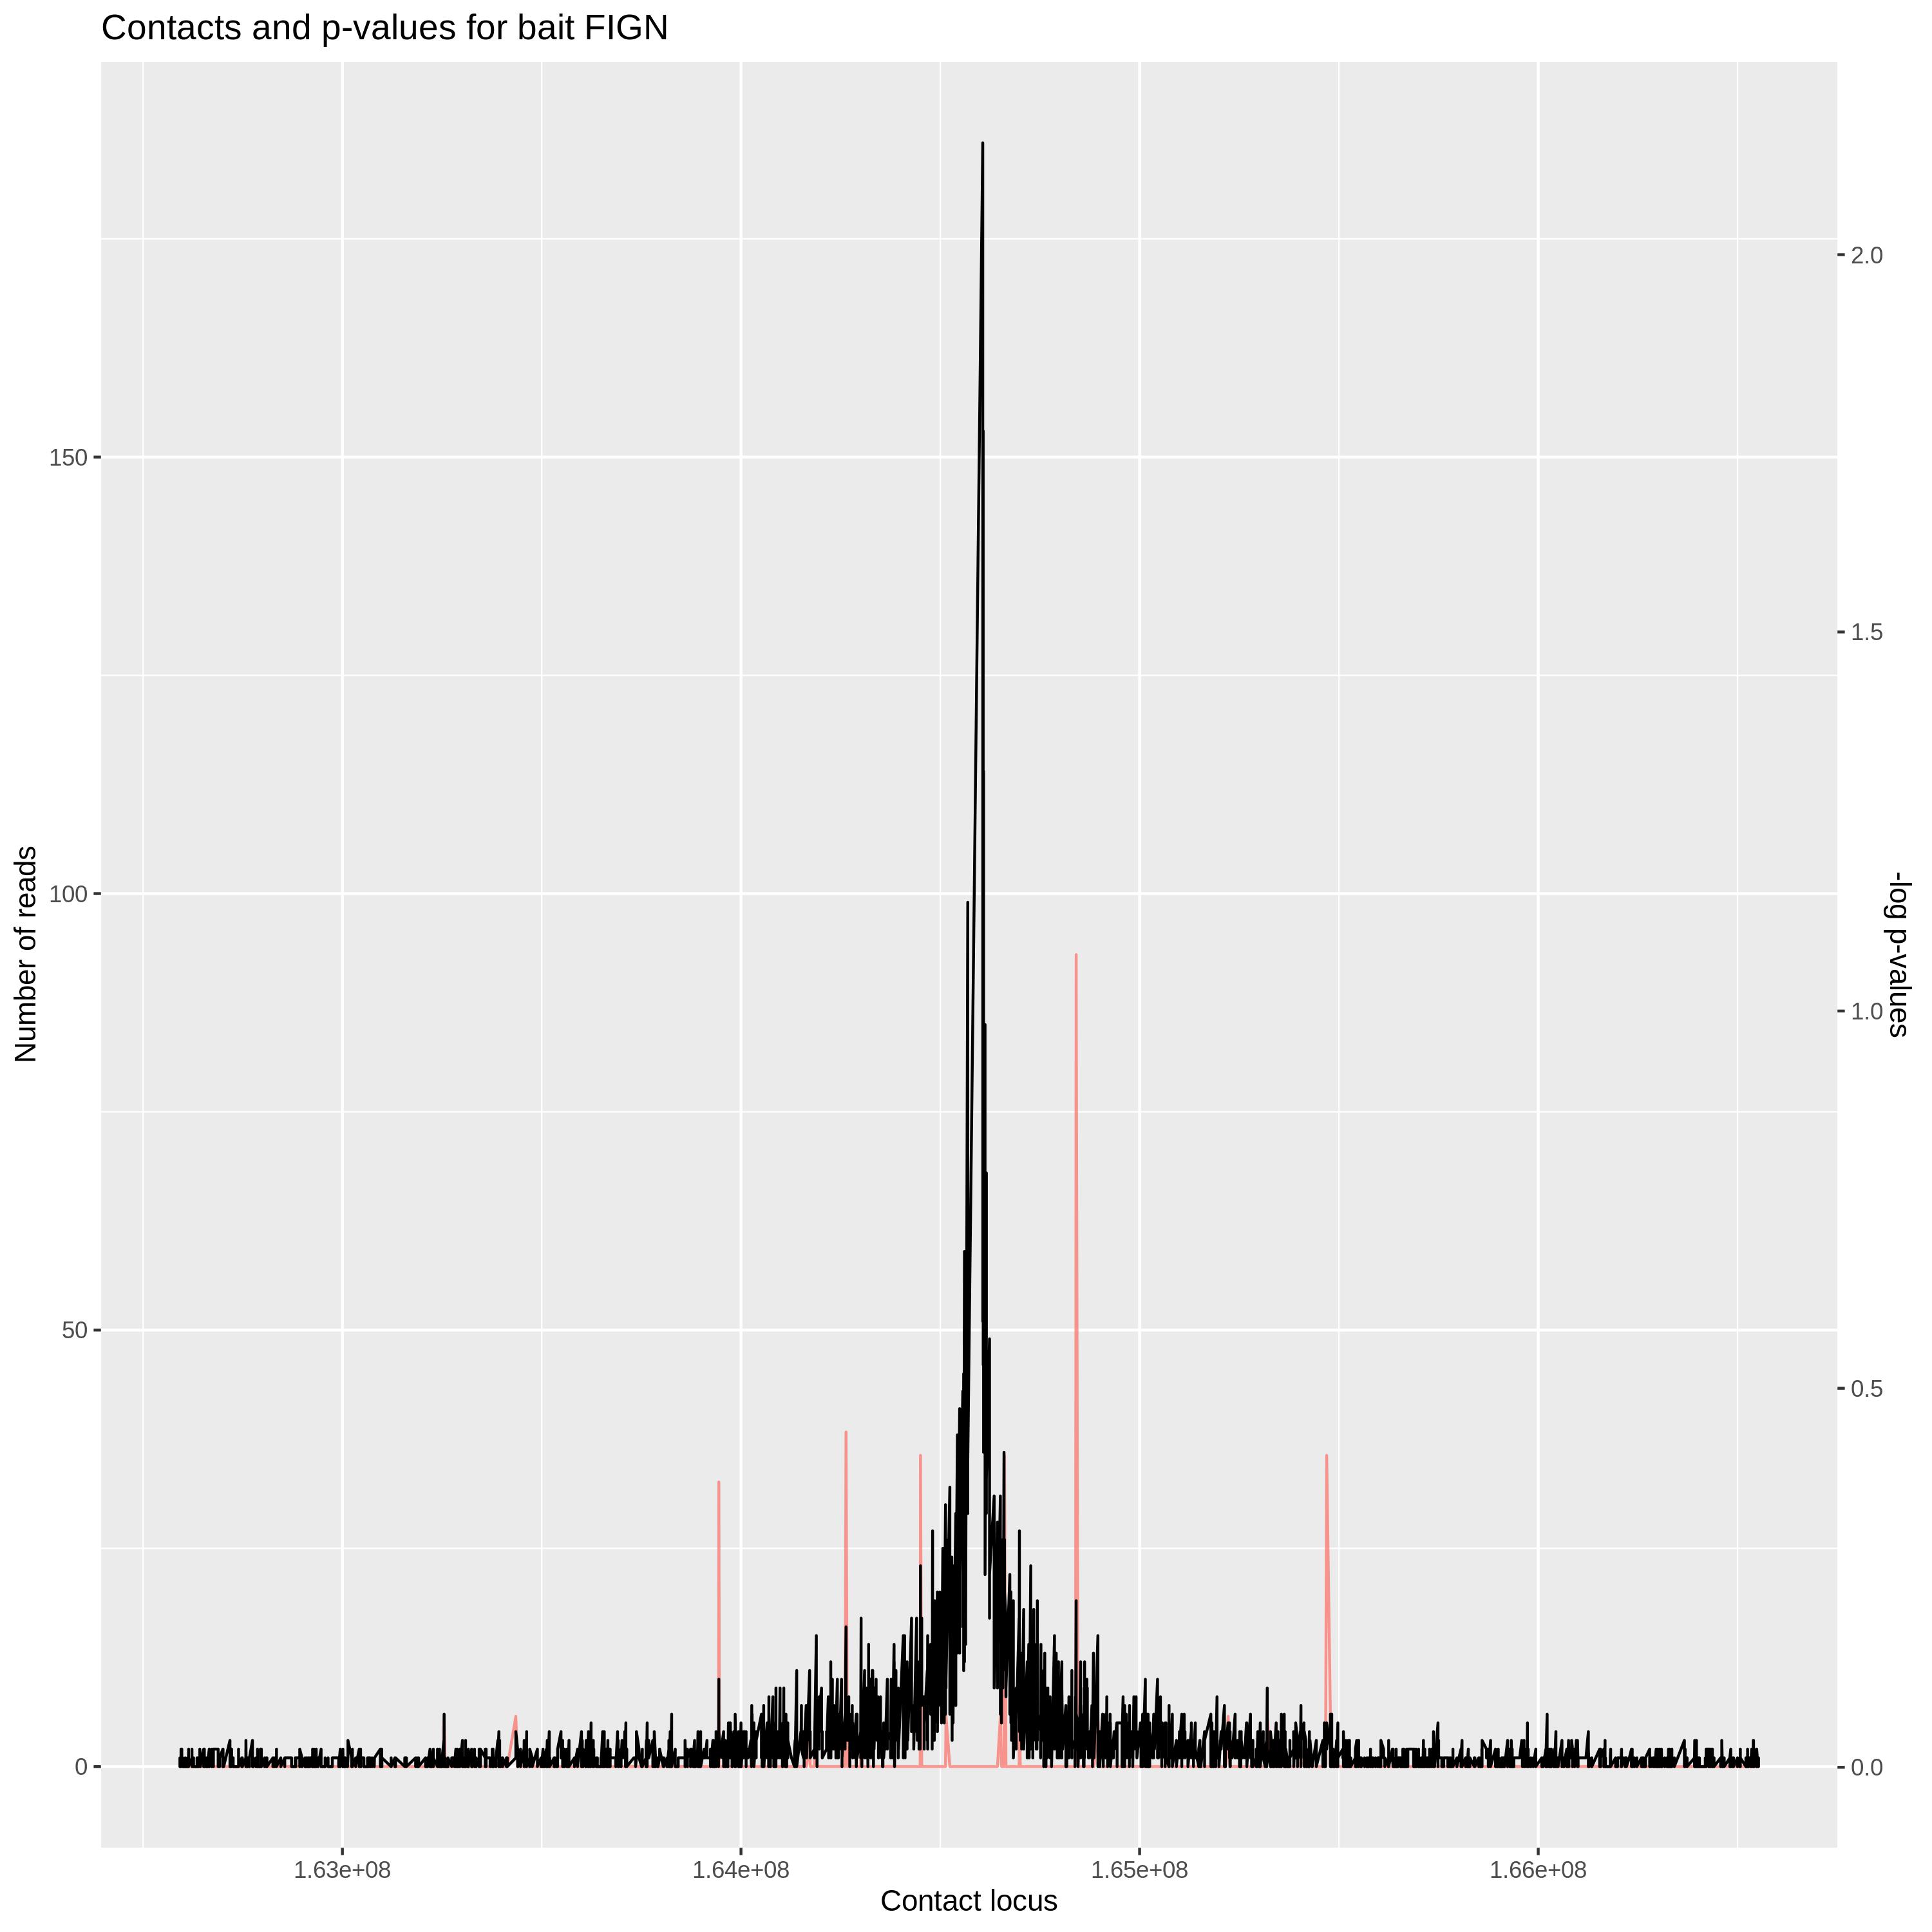 Contacts and p-values for bait FIGN
Number of reads
150
100
50
0
2.0
1.5
1.0
0.5
0.0
-log p-values
1.63e+08
1.64e+08
1.65e+08
1.66e+08
Contact locus